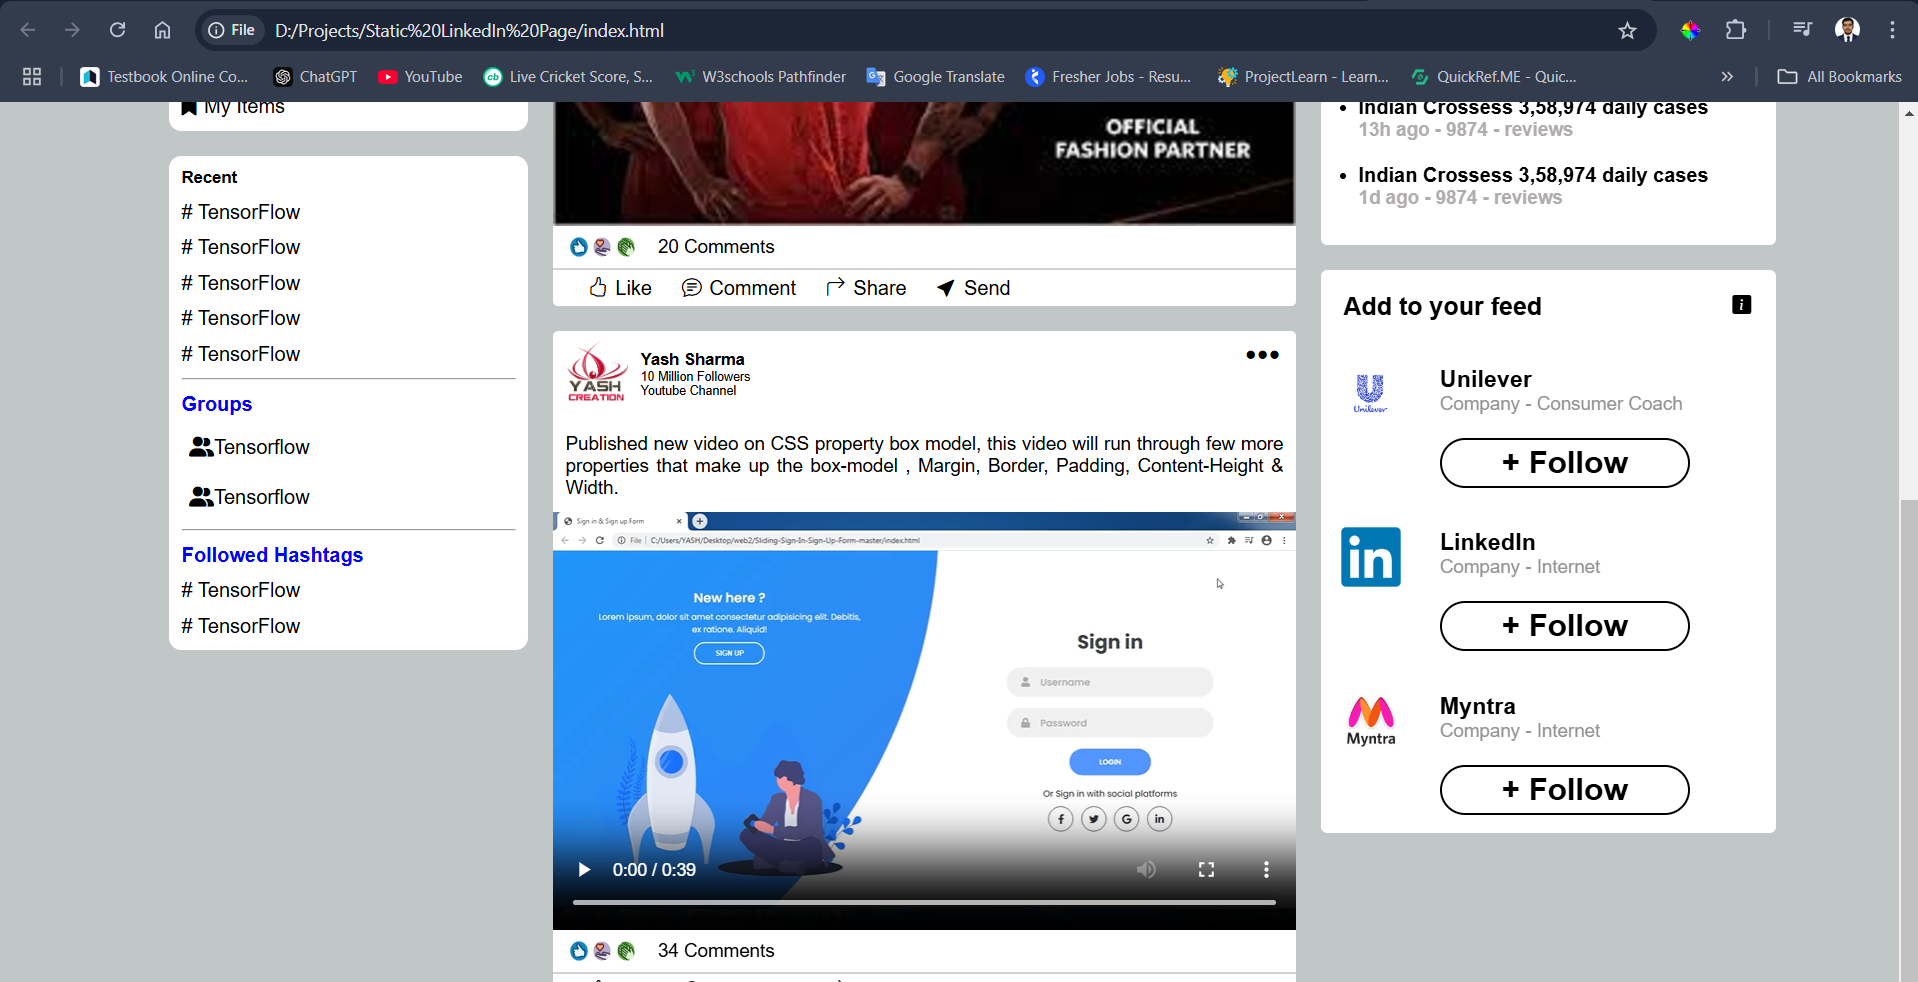 File
D:/Projects/Static%20LinkedIn%20Page/index.html
Testbook Online Co...
ChatGPT
YouTube
Live Cricket Score, S...
W3schools Pathfinder
Google Translate
Fresher Jobs - Resu...
ProjectLearn - Learn...
QuickRef.ME - Quic...
All Bookmarks
My Items
Recent
# TensorFlow
# TensorFlow
# TensorFlow
# TensorFlow
# TensorFlow
Groups
Tensorflow
Tensorflow
Followed Hashtags
# TensorFlow
# TensorFlow
OFFICIAL
FASHION PARTNER
20 Comments
Like
Comment
Share
Send
YASH
CREATION
Yash Sharma
10 Million Followers
Youtube Channel
Published new video on CSS property box model, this video will run through few more
properties that make up the box-model , Margin, Border, Padding, Content-Height &
Width.
Sign in & Sign up Form
File
C:/Users/YASH/Desktop/web2/Sliding-Sign-In-Sign-Up-Form-master/index.html
New here ?
Lorem ipsum, dolor sit amet consectetur adipisicing elit. Debitis,
ex ratione. Aliquid!
SIGN UP
Sign in
Username
Password
LOGIN
Or Sign in with social platforms
0:00 / 0:39
34 Comments
Indian Crossess 3,58,974 daily cases
13h ago - 9874 - reviews
Indian Crossess 3,58,974 daily cases
1d ago - 9874 - reviews
Add to your feed
Unilever
Unilever
Company - Consumer Coach
+ Follow
in
LinkedIn
Company - Internet
+ Follow
Myntra
Myntra
Company - Internet
+ Follow